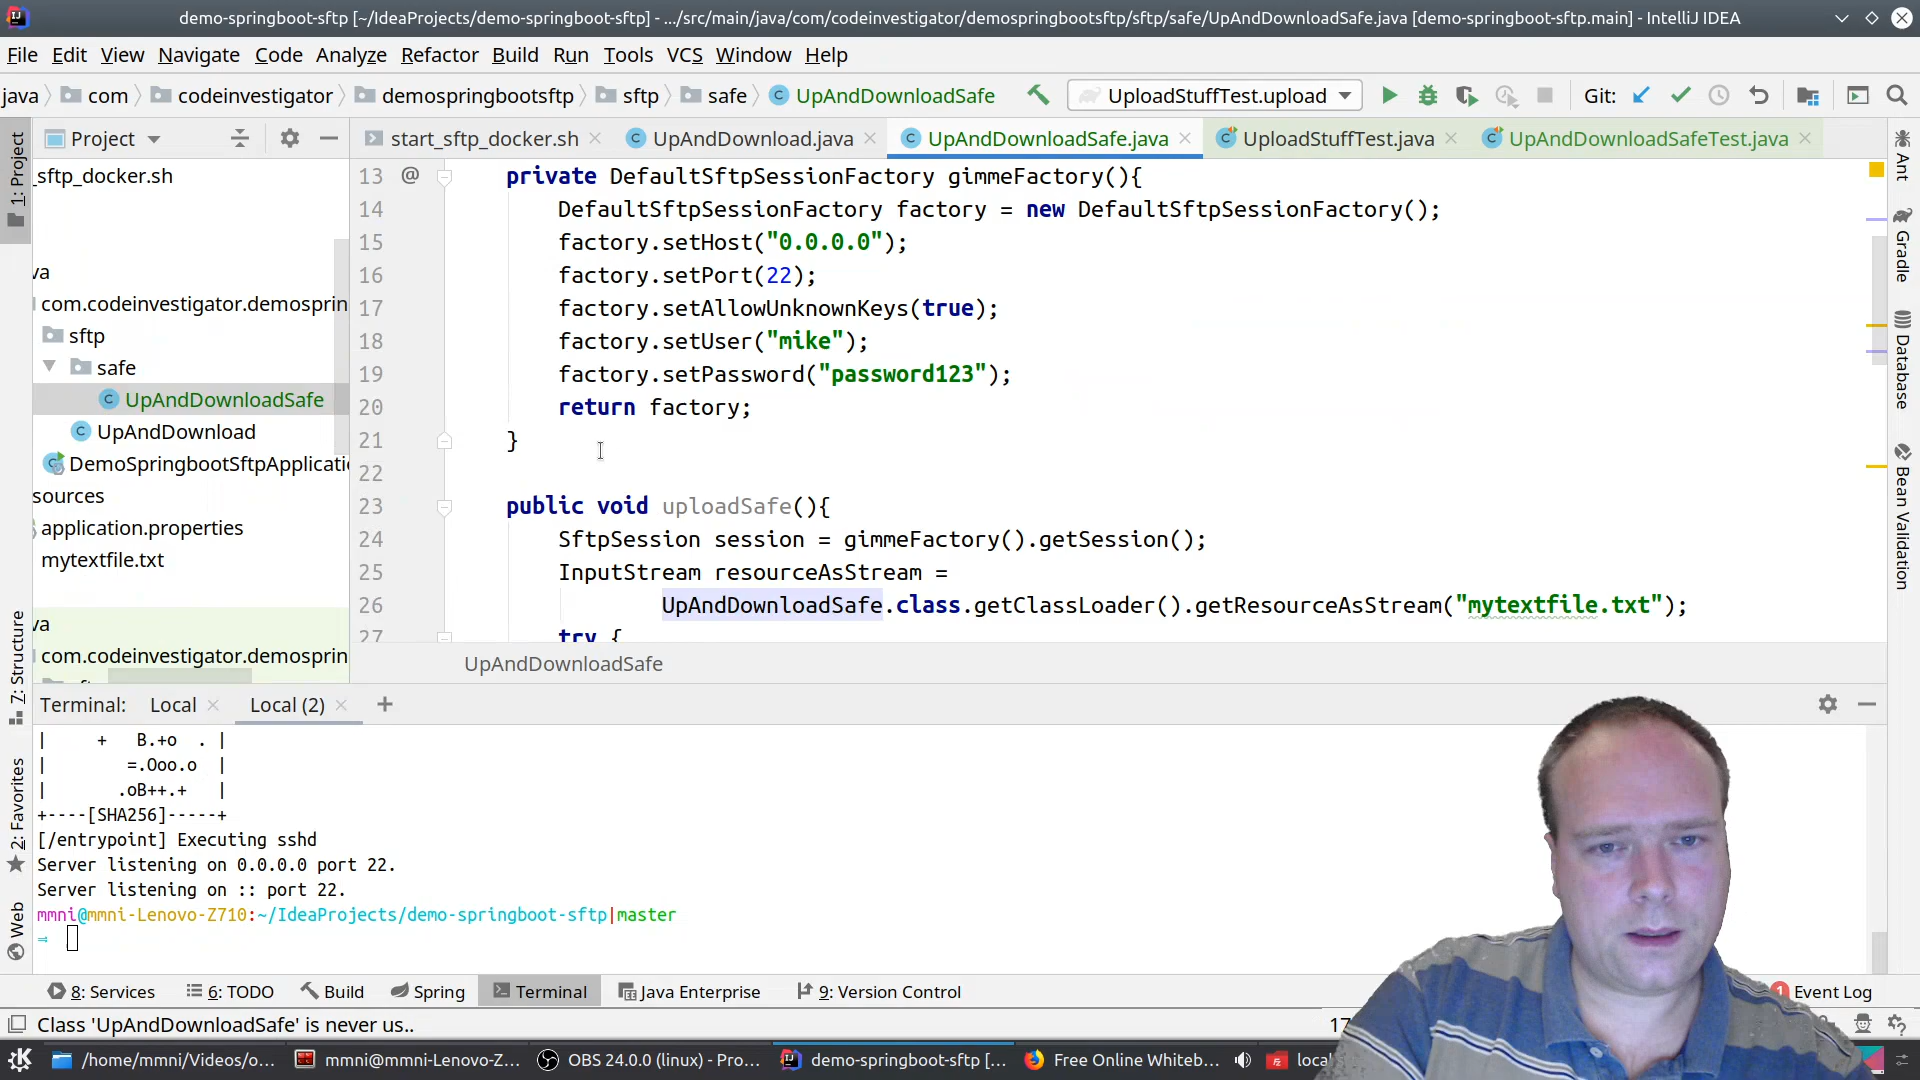 demo-springboot-sftp [~/IdeaProjects/demo-springboot-sftp] - .../src/main/java/com/codeinvestigator/demospringbootsftp/sftp/safe/UpAndDownloadSafe.java [demo-springboot-sftp.main] - IntelliJ IDEA
File Edit View Navigate Code Analyze Refactor Build Run Tools VCS Window Help
java com codeinvestigator demospringbootsftp sftp safe UpAndDownloadSafe UploadStuffTest.upload Git:
1: Project
Project
start_sftp_docker.sh UpAndDownload.java UpAndDownloadSafe.java UploadStuffTest.java UpAndDownloadSafeTest.java
_sftp_docker.sh
va
com.codeinvestigator.demosprin
sftp
safe
UpAndDownloadSafe
UpAndDownload
DemoSpringbootSftpApplicati
sources
application.properties
mytextfile.txt
va
com.codeinvestigator.demosprin
13 @ private DefaultSftpSessionFactory gimmeFactory(){
14 DefaultSftpSessionFactory factory = new DefaultSftpSessionFactory();
15 factory.setHost("0.0.0.0");
16 factory.setPort(22);
17 factory.setAllowUnknownKeys(true);
18 factory.setUser("mike");
19 factory.setPassword("password123");
20 return factory;
21 }
22
23 public void uploadSafe(){
24 SftpSession session = gimmeFactory().getSession();
25 InputStream resourceAsStream =
26 UpAndDownloadSafe.class.getClassLoader().getResourceAsStream("mytextfile.txt");
27 try {
UpAndDownloadSafe
Ant
Gradle
Database
Bean Validation
7: Structure
2: Favorites
Web
Terminal: Local Local (2) +
| + B.+o . |
| =.Ooo.o |
| .oB++.+ |
+----[SHA256]-----+
[/entrypoint] Executing sshd
Server listening on 0.0.0.0 port 22.
Server listening on :: port 22.
mmni@mmni-Lenovo-Z710:~/IdeaProjects/demo-springboot-sftp|master
⇒
8: Services 6: TODO Build Spring Terminal Java Enterprise 9: Version Control 1 Event Log
Class 'UpAndDownloadSafe' is never us.. 17
/home/mmni/Videos/o... mmni@mmni-Lenovo-Z... OBS 24.0.0 (linux) - Pro... demo-springboot-sftp [... Free Online Whiteb... loca